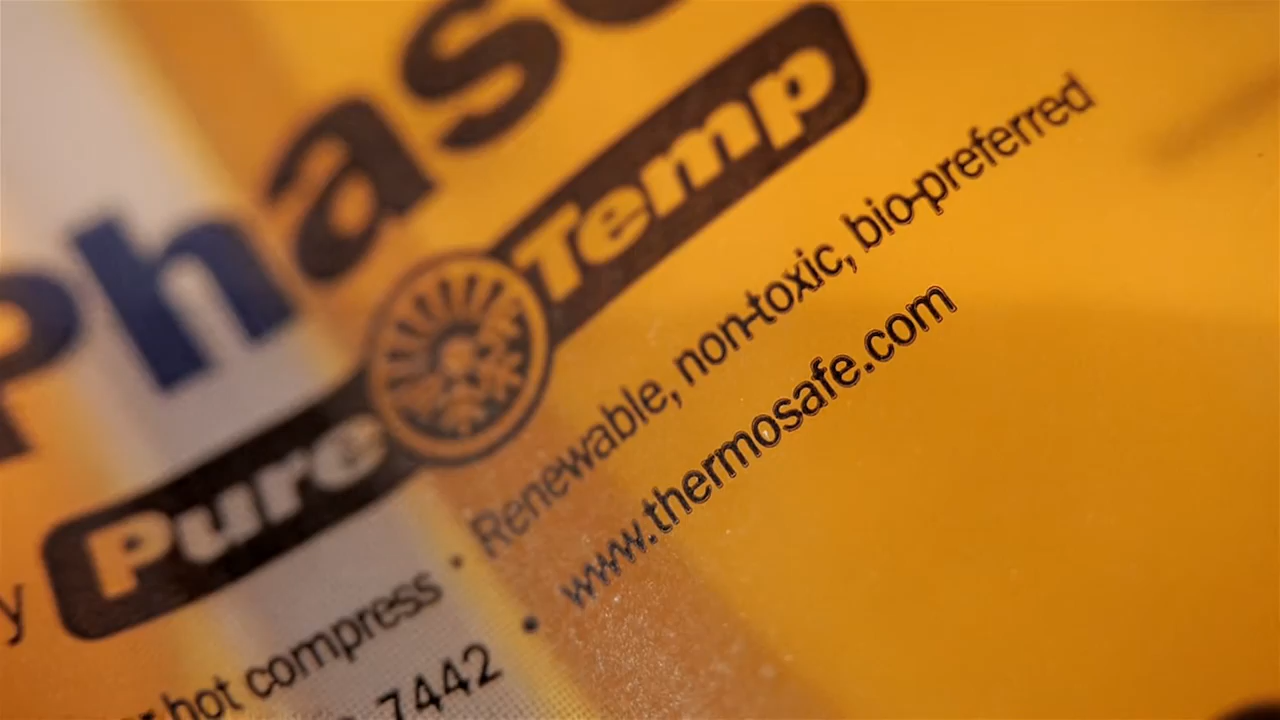 Phase
Pure Temp
hot compress • Renewable, non-toxic, bio-preferred
7442 • www.thermosafe.com